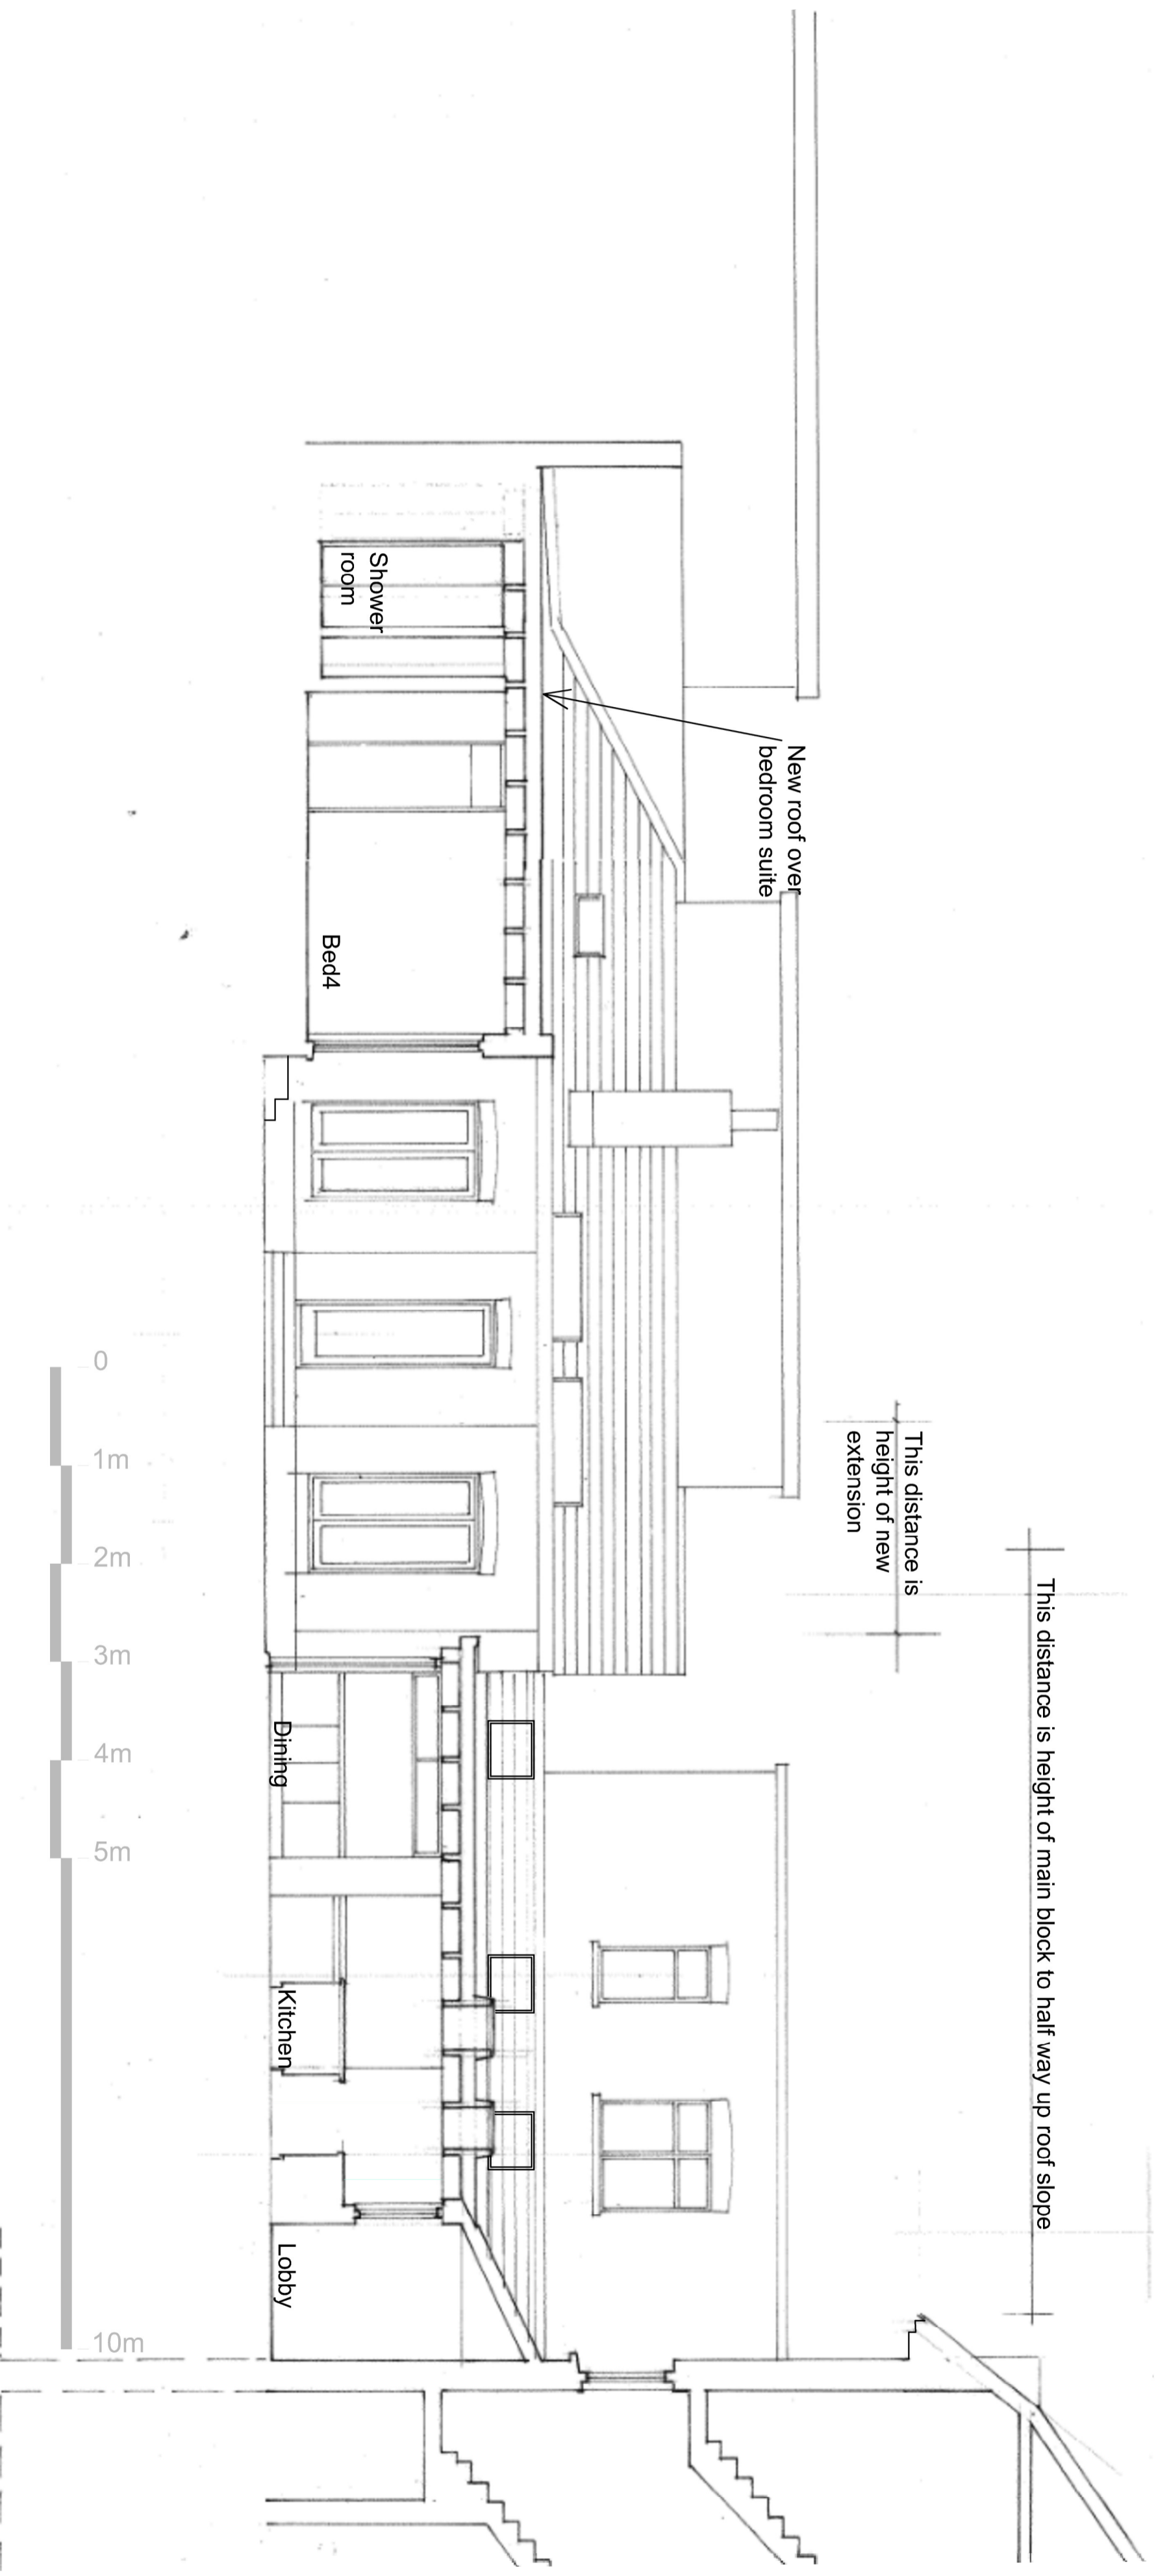 New roof over
bedroom suite
Shower
room
Bed4
This distance is
height of new
extension
This distance is height of main block to half way up roof slope
Dining
Kitchen
Lobby
0
1m
2m
3m
4m
5m
10m